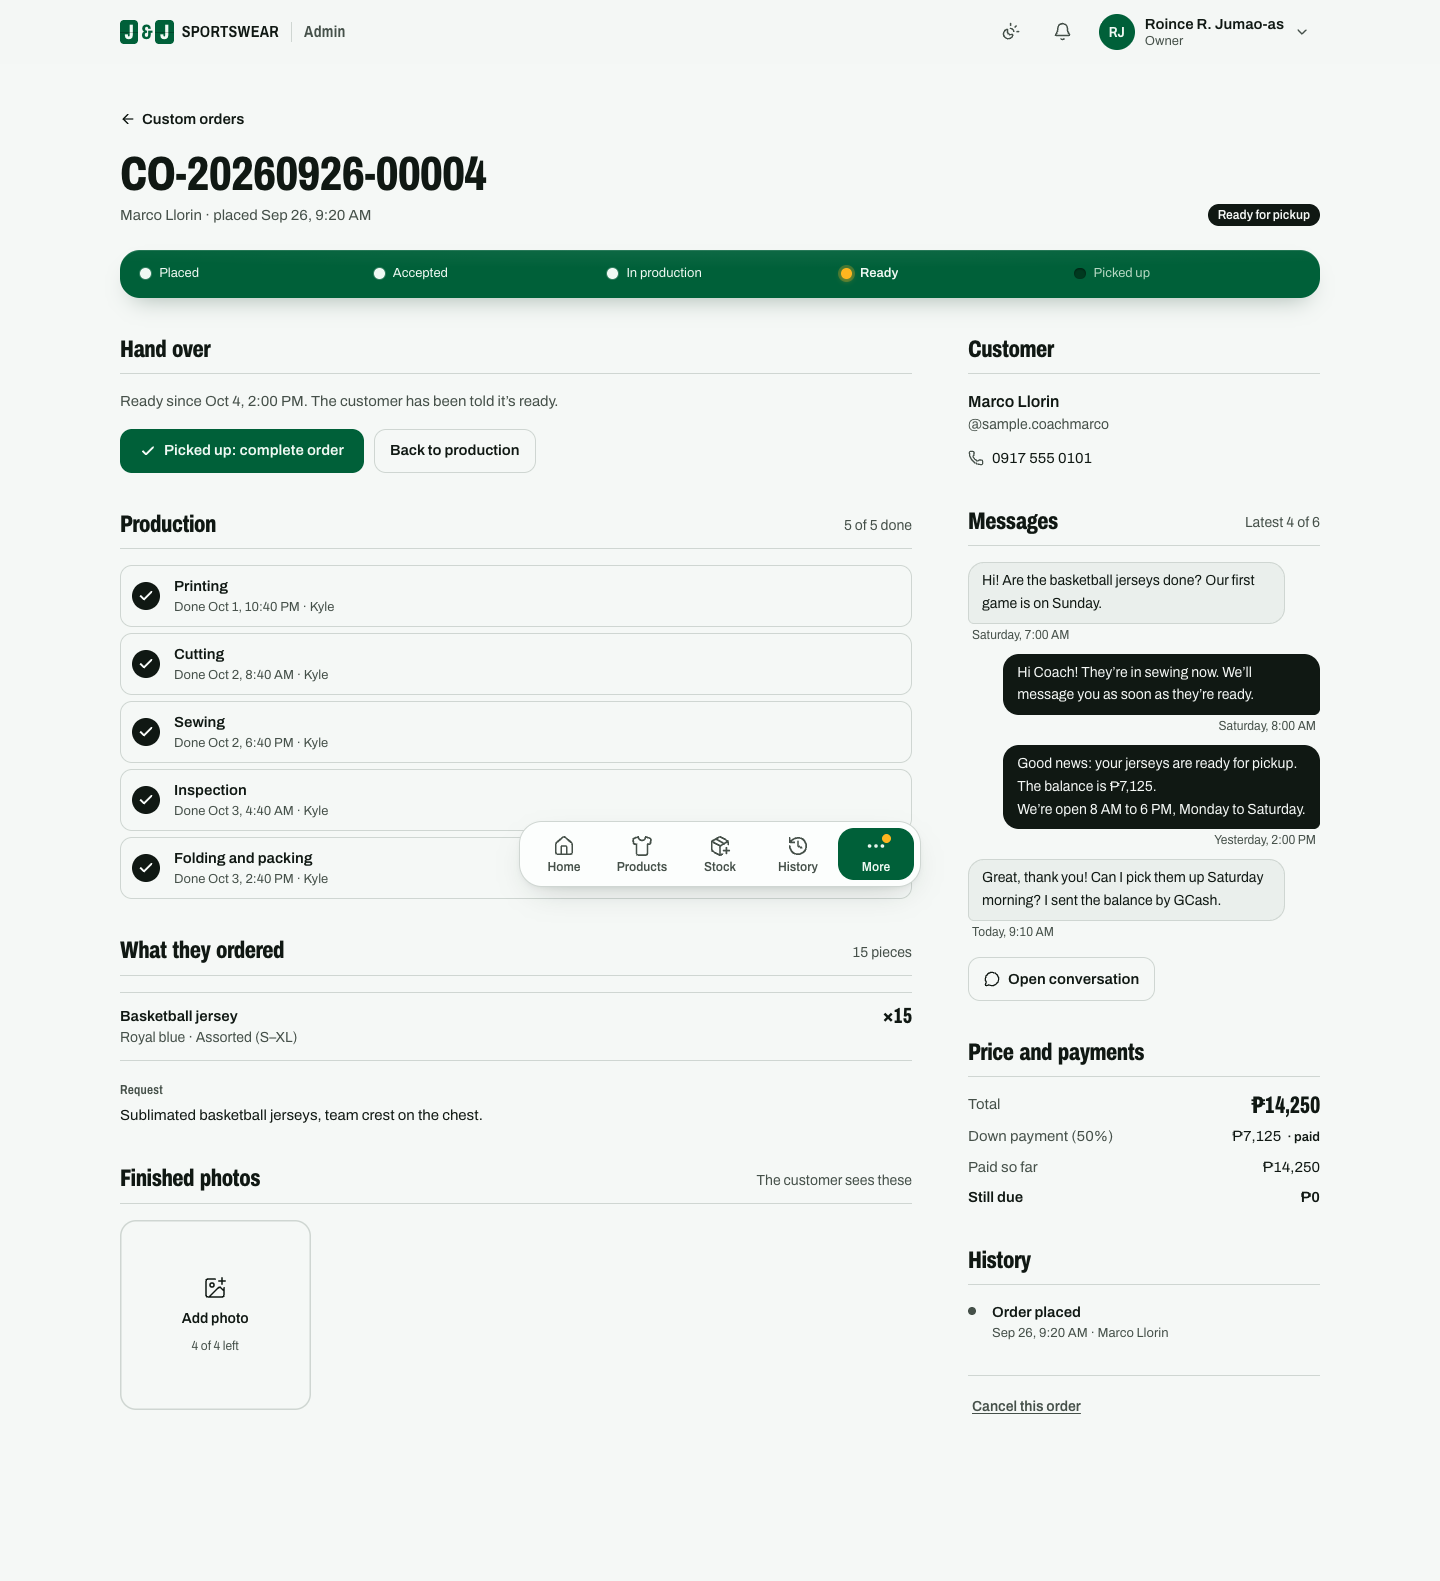 J&J SPORTSWEAR Admin
RJ
Roince R. Jumao-as
Owner
Custom orders
CO-20260926-00004
Marco Llorin · placed Sep 26, 9:20 AM
Ready for pickup
Placed
Accepted
In production
Ready
Picked up
Hand over
Ready since Oct 4, 2:00 PM. The customer has been told it’s ready.
Picked up: complete order
Back to production
Production
5 of 5 done
Printing
Done Oct 1, 10:40 PM · Kyle
Cutting
Done Oct 2, 8:40 AM · Kyle
Sewing
Done Oct 2, 6:40 PM · Kyle
Inspection
Done Oct 3, 4:40 AM · Kyle
Folding and packing
Done Oct 3, 2:40 PM · Kyle
Home
Products
Stock
History
More
What they ordered
15 pieces
Basketball jersey
×15
Royal blue · Assorted (S–XL)
Request
Sublimated basketball jerseys, team crest on the chest.
Finished photos
The customer sees these
Add photo
4 of 4 left
Customer
Marco Llorin
@sample.coachmarco
0917 555 0101
Messages
Latest 4 of 6
Hi! Are the basketball jerseys done? Our first
game is on Sunday.
Saturday, 7:00 AM
Hi Coach! They’re in sewing now. We’ll
message you as soon as they’re ready.
Saturday, 8:00 AM
Good news: your jerseys are ready for pickup.
The balance is ₱7,125.
We’re open 8 AM to 6 PM, Monday to Saturday.
Yesterday, 2:00 PM
Great, thank you! Can I pick them up Saturday
morning? I sent the balance by GCash.
Today, 9:10 AM
Open conversation
Price and payments
Total
₱14,250
Down payment (50%)
₱7,125 · paid
Paid so far
₱14,250
Still due
₱0
History
Order placed
Sep 26, 9:20 AM · Marco Llorin
Cancel this order